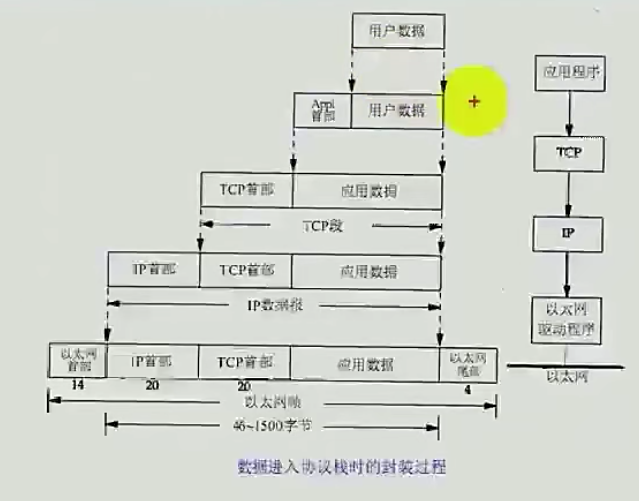 用户数据
Appl
首部
用户数据
应用程序
TCP首部
应用数据
TCP
TCP段
IP首部
TCP首部
应用数据
IP
IP数据报
以太网
驱动程序
以太网
首部
IP首部
TCP首部
应用数据
以太网
尾部
以太网
14
20
20
4
以太网帧
46~1500字节
数据进入协议栈时的封装过程